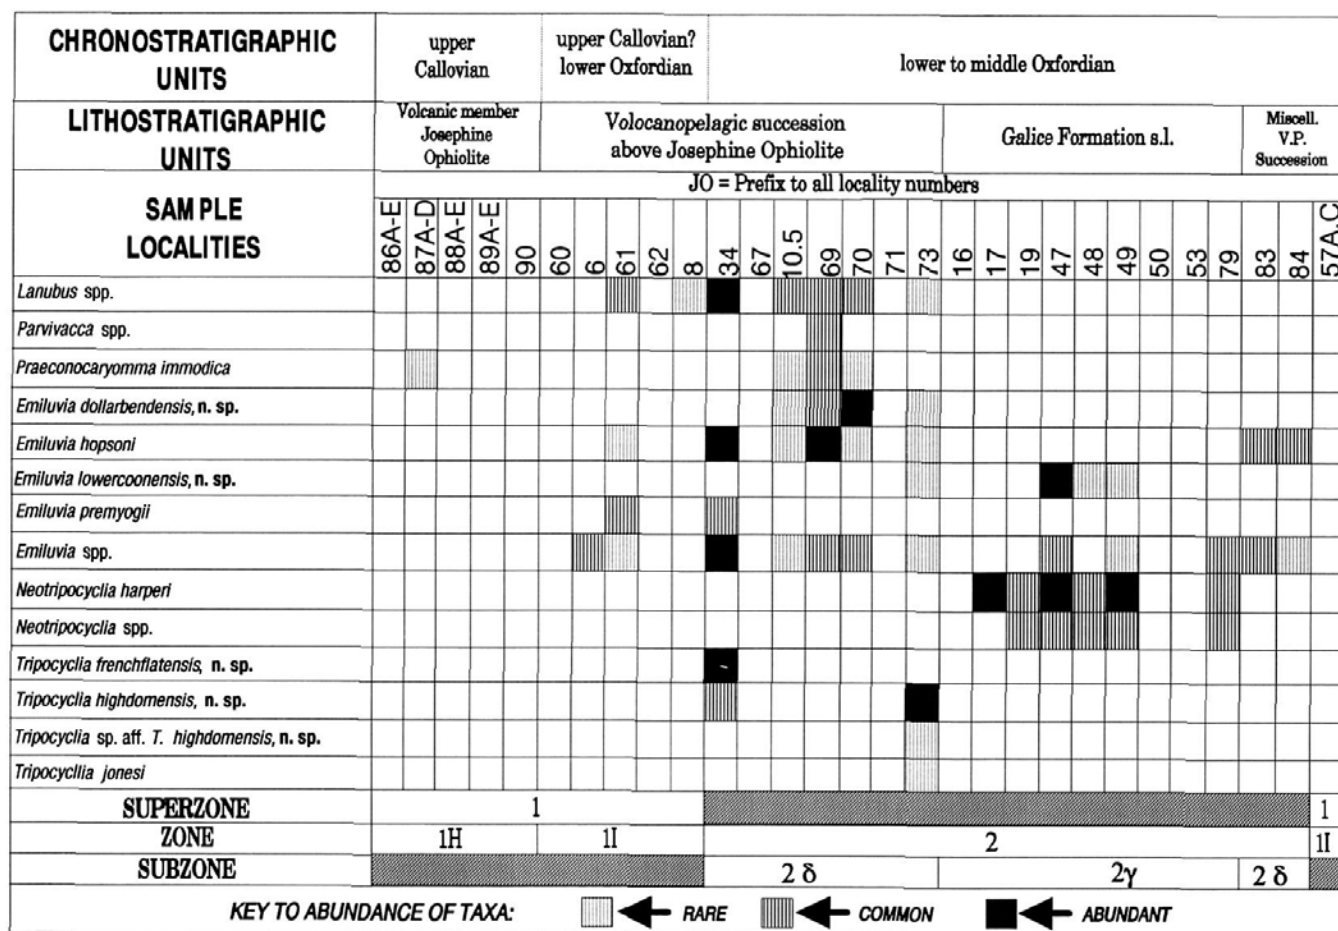 CHRONOSTRATIGRAPHIC
UNITS
upper
Callovian
upper Callovian?
lower Oxfordian
lower to middle Oxfordian
LITHOSTRATIGRAPHIC
UNITS
Volcanic member
Josephine
Ophiolite
Volocanopelagic succession
above Josephine Ophiolite
Galice Formation s.l.
Miscell.
V.P.
Succession
JO = Prefix to all locality numbers
SAMPLE
LOCALITIES
86A-E 87A-D 88A-E 89A-E 90 60 6 61 62 8 34 67 10.5 69 70 71 73 16 17 19 47 48 49 50 53 79 83 84 57A,C
Lanubus spp.
Parvivacca spp.
Praeconocaryomma immodica
Emiluvia dollarbendensis, n. sp.
Emiluvia hopsoni
Emiluvia lowercoonensis, n. sp.
Emiluvia premyogii
Emiluvia spp.
Neotripocyclia harperi
Neotripocyclia spp.
Tripocyclia frenchflatensis, n. sp.
Tripocyclia highdomensis, n. sp.
Tripocyclia sp. aff. T. highdomensis, n. sp.
Tripocycllia jonesi
SUPERZONE 1 1
ZONE 1H 1I 2 1I
SUBZONE 2 δ 2γ 2 δ
KEY TO ABUNDANCE OF TAXA: RARE COMMON ABUNDANT